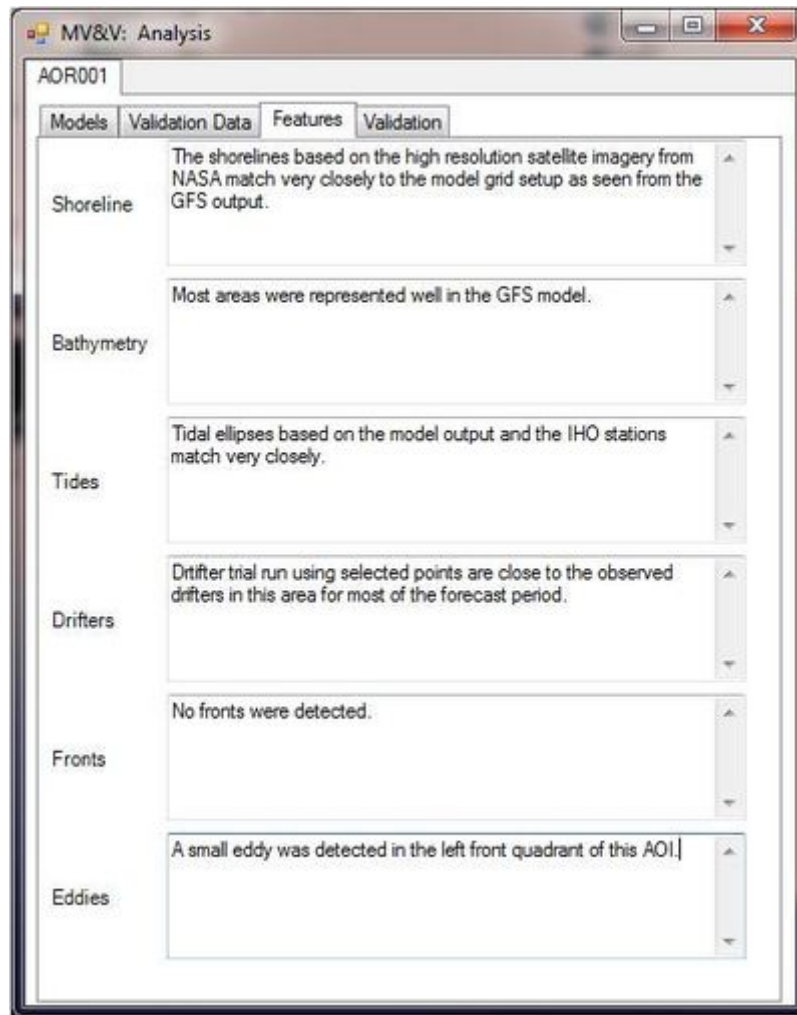 MV&V:  Analysis
AOR001
Models  Validation Data  Features  Validation
Shoreline
The shorelines based on the high resolution satellite imagery from
NASA match very closely to the model grid setup as seen from the
GFS output.
Bathymetry
Most areas were represented well in the GFS model.
Tides
Tidal ellipses based on the model output and the IHO stations
match very closely.
Drifters
Drtifter trial run using selected points are close to the observed
drifters in this area for most of the forecast period.
Fronts
No fronts were detected.
Eddies
A small eddy was detected in the left front quadrant of this AOI.